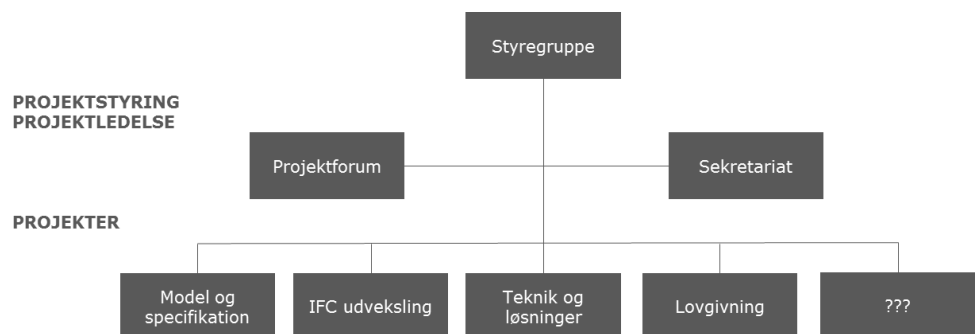 Styregruppe
PROJEKTSTYRING
PROJEKTLEDELSE
Projektforum
Sekretariat
PROJEKTER
Model og
specifikation
IFC udveksling
Teknik og
løsninger
Lovgivning
???